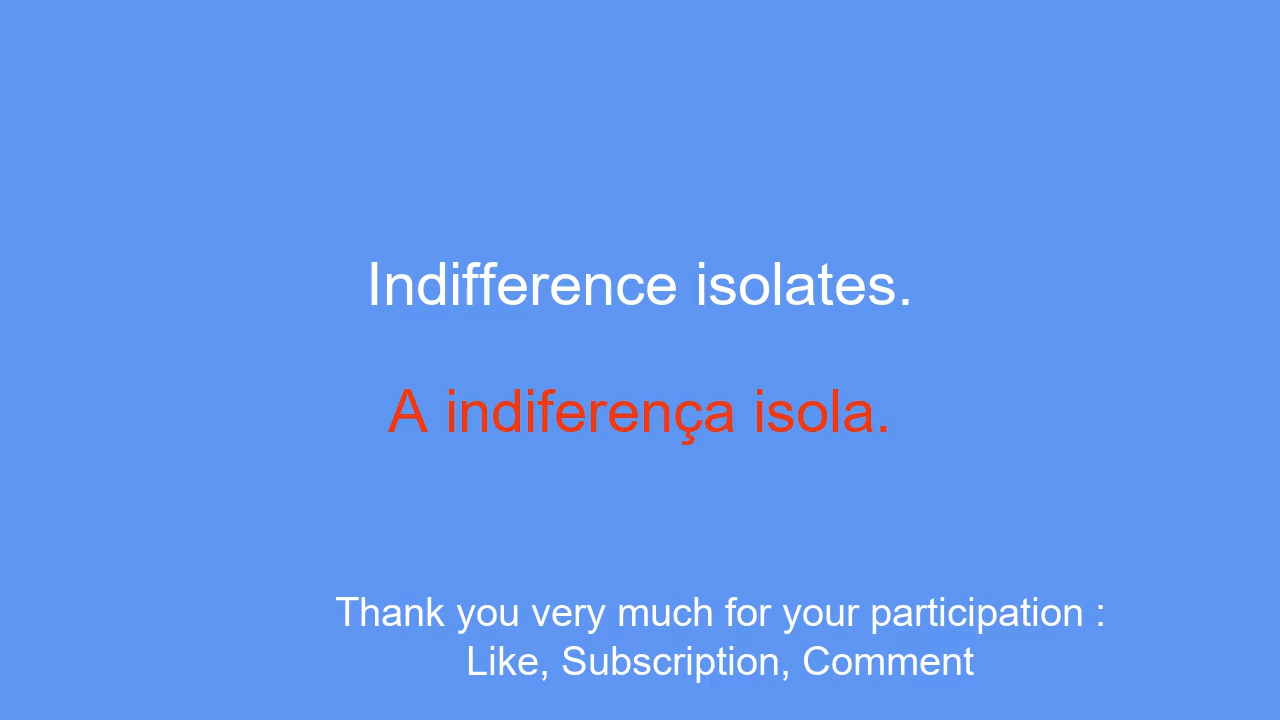 Indifference isolates.
A indiferença isola.
Thank you very much for your participation :
Like, Subscription, Comment